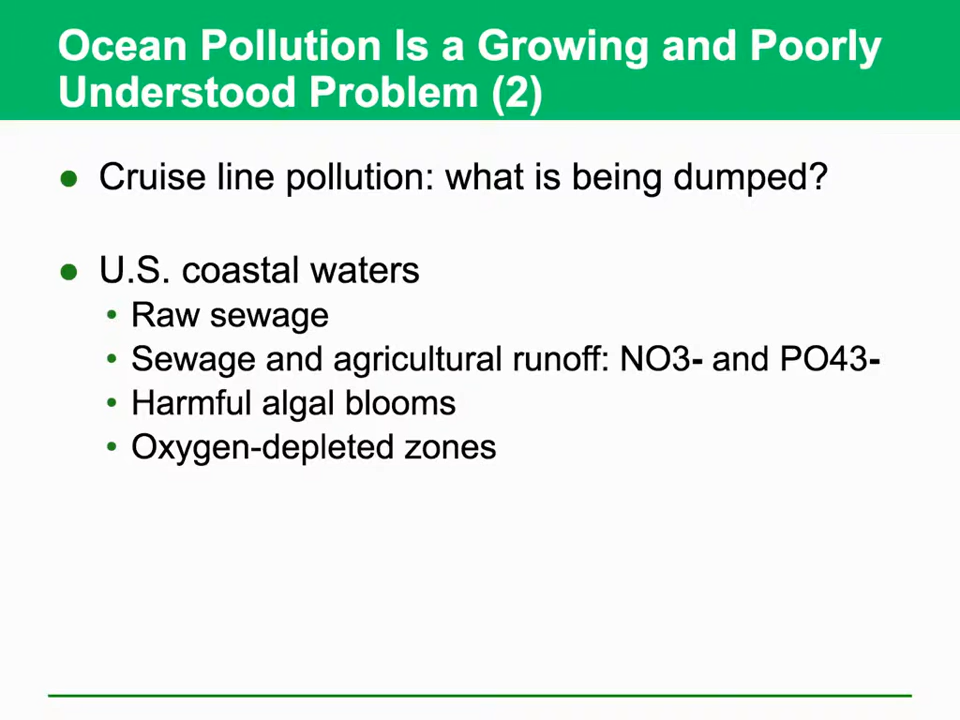 Ocean Pollution Is a Growing and Poorly
Understood Problem (2)
● Cruise line pollution: what is being dumped?
● U.S. coastal waters
• Raw sewage
• Sewage and agricultural runoff: NO3- and PO43-
• Harmful algal blooms
• Oxygen-depleted zones